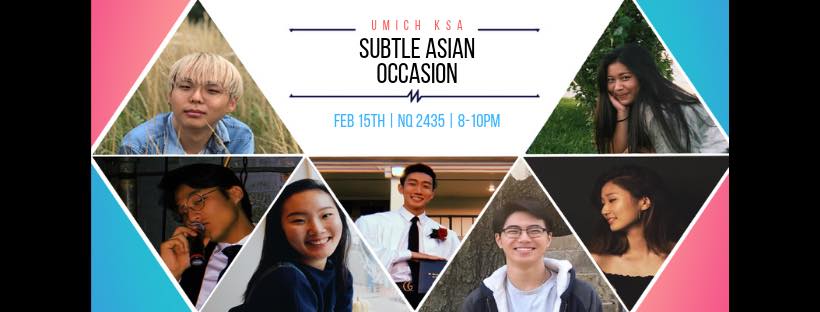 UMICH KSA
SUBTLE ASIAN
OCCASION
FEB 15TH | NQ 2435 | 8-10PM